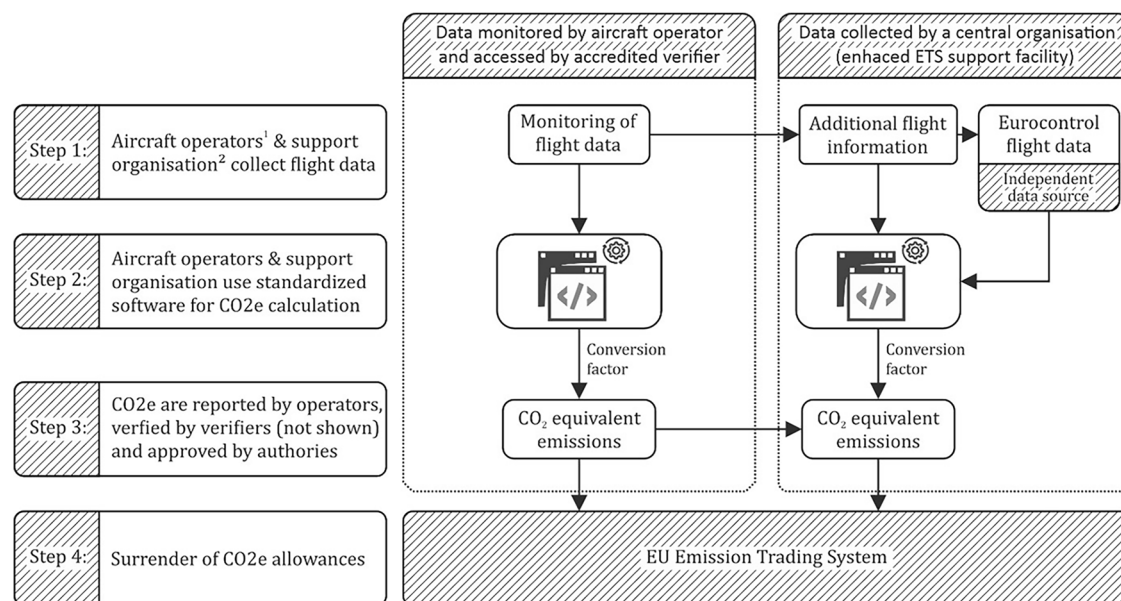 Data monitored by aircraft operator
and accessed by accredited verifier
Data collected by a central organisation
(enhaced ETS support facility)
Step 1:
Aircraft operators¹ & support
organisation² collect flight data
Monitoring of
flight data
Additional flight
information
Eurocontrol
flight data
Independent
data source
Step 2:
Aircraft operators & support
organisation use standardized
software for CO2e calculation
</>
</>
Conversion
factor
Conversion
factor
Step 3:
CO2e are reported by operators,
verfied by verifiers (not shown)
and approved by authories
CO₂ equivalent
emissions
CO₂ equivalent
emissions
Step 4:
Surrender of CO2e allowances
EU Emission Trading System